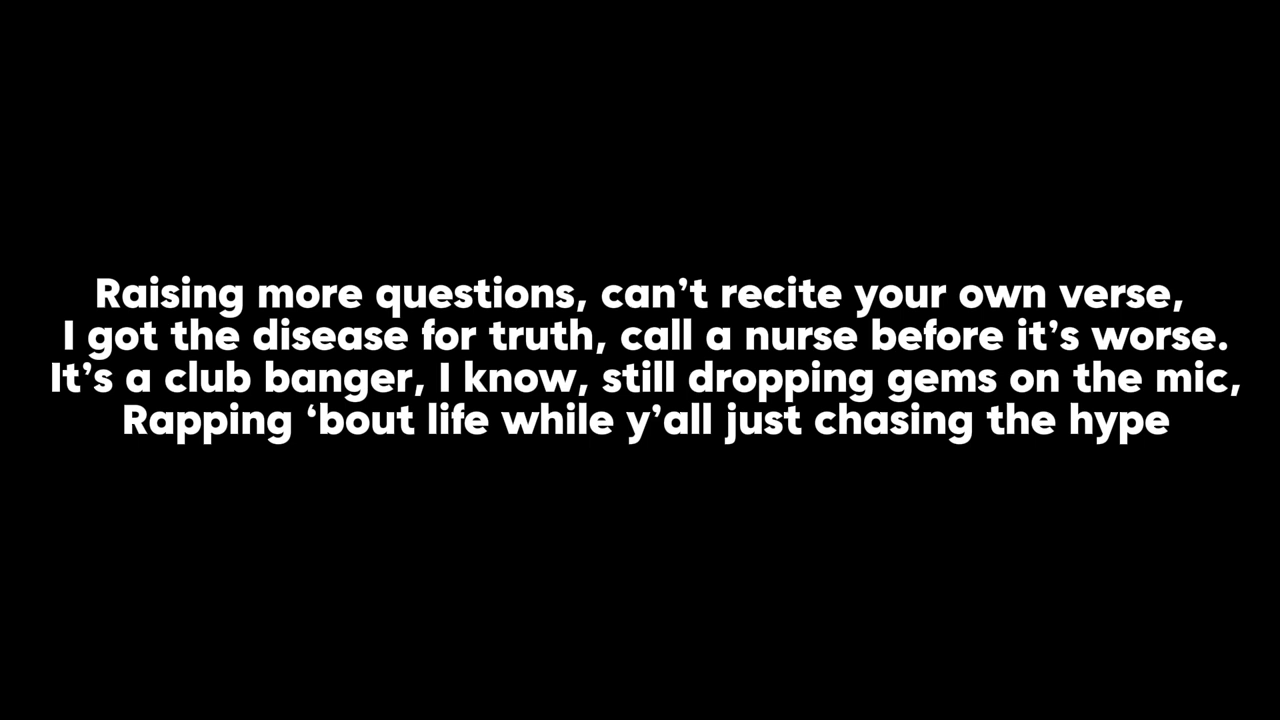 Raising more questions, can’t recite your own verse,
I got the disease for truth, call a nurse before it’s worse.
It’s a club banger, I know, still dropping gems on the mic,
Rapping ‘bout life while y’all just chasing the hype